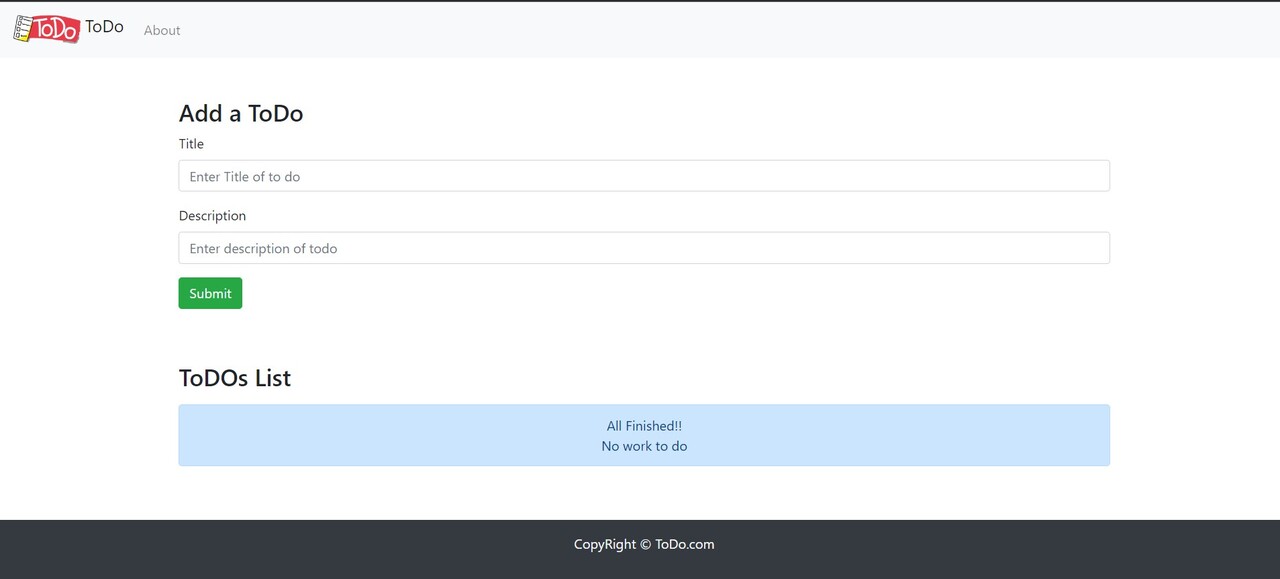 ToDo ToDo About
Add a ToDo
Title
Enter Title of to do
Description
Enter description of todo
Submit
ToDOs List
All Finished!!
No work to do
CopyRight © ToDo.com